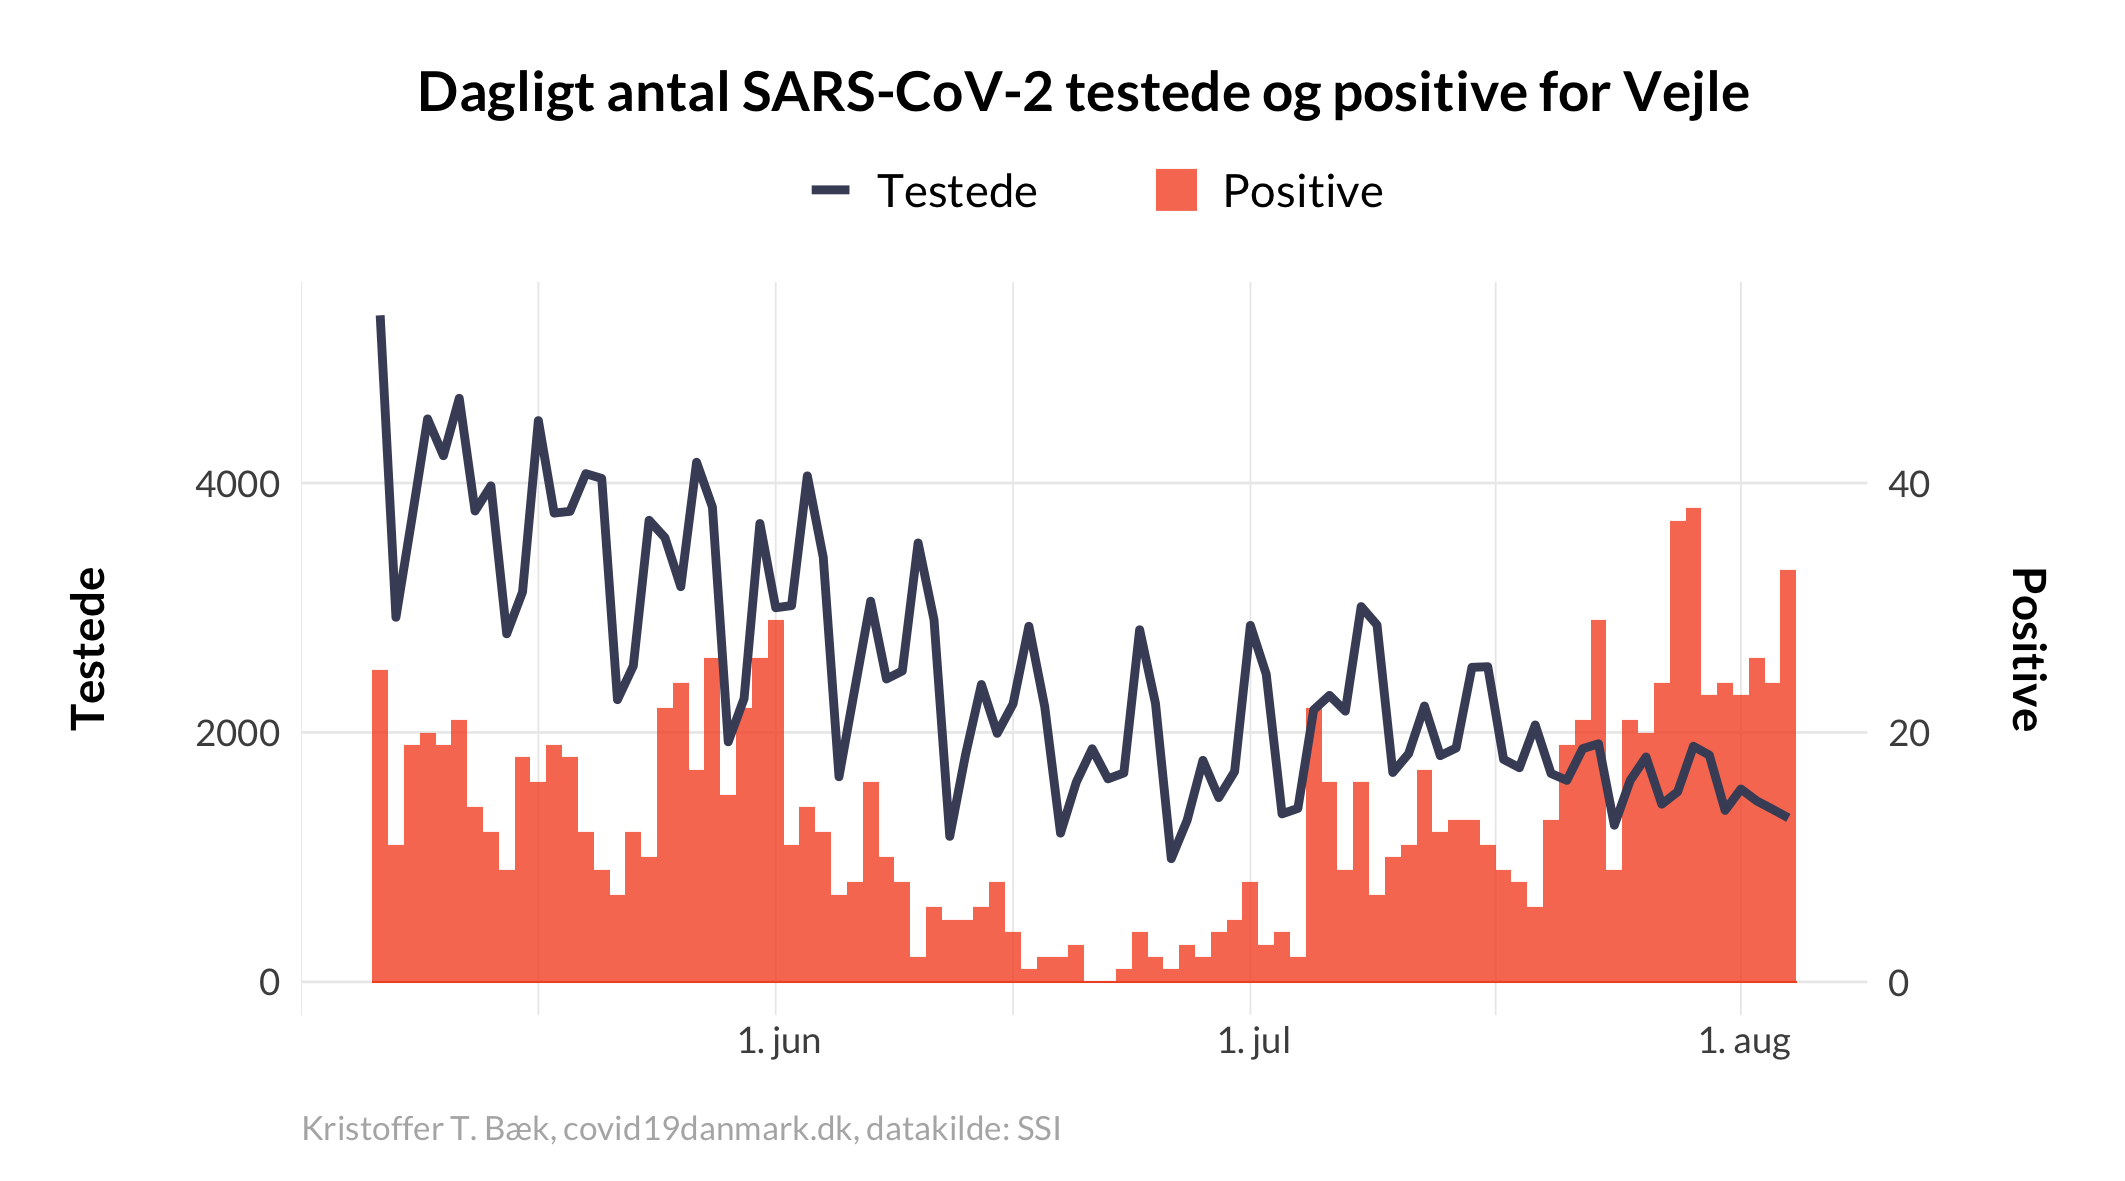 Dagligt antal SARS-CoV-2 testede og positive for Vejle
Testede
Positive
Testede
4000
2000
0
40
20
0
Positive
1. jun
1. jul
1. aug
Kristoffer T. Bæk, covid19danmark.dk, datakilde: SSI